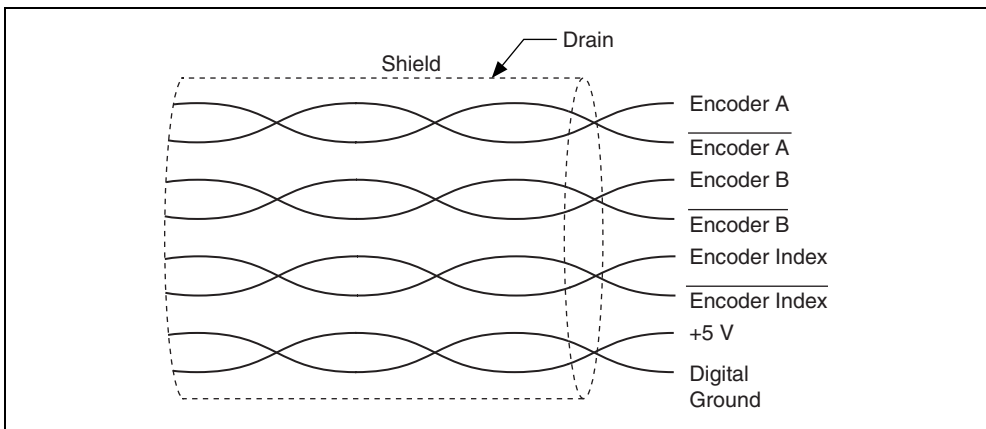 Drain
Shield
Encoder A
Encoder A
Encoder B
Encoder B
Encoder Index
Encoder Index
+5 V
Digital
Ground